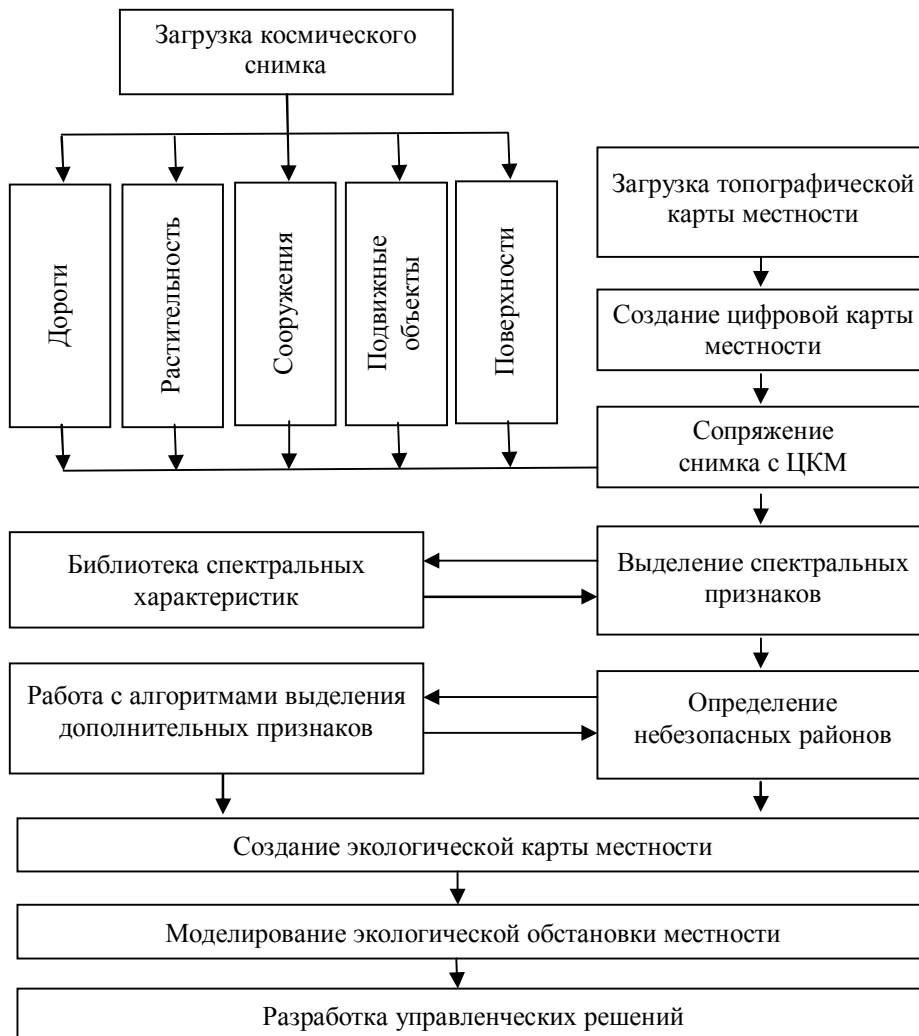 Загрузка космического
снимка
Дороги
Растительность
Сооружения
Подвижные
объекты
Поверхности
Загрузка топографической
карты местности
Создание цифровой карты
местности
Сопряжение
снимка с ЦКМ
Библиотека спектральных
характеристик
Выделение спектральных
признаков
Работа с алгоритмами выделения
дополнительных признаков
Определение
небезопасных районов
Создание экологической карты местности
Моделирование экологической обстановки местности
Разработка управленческих решений